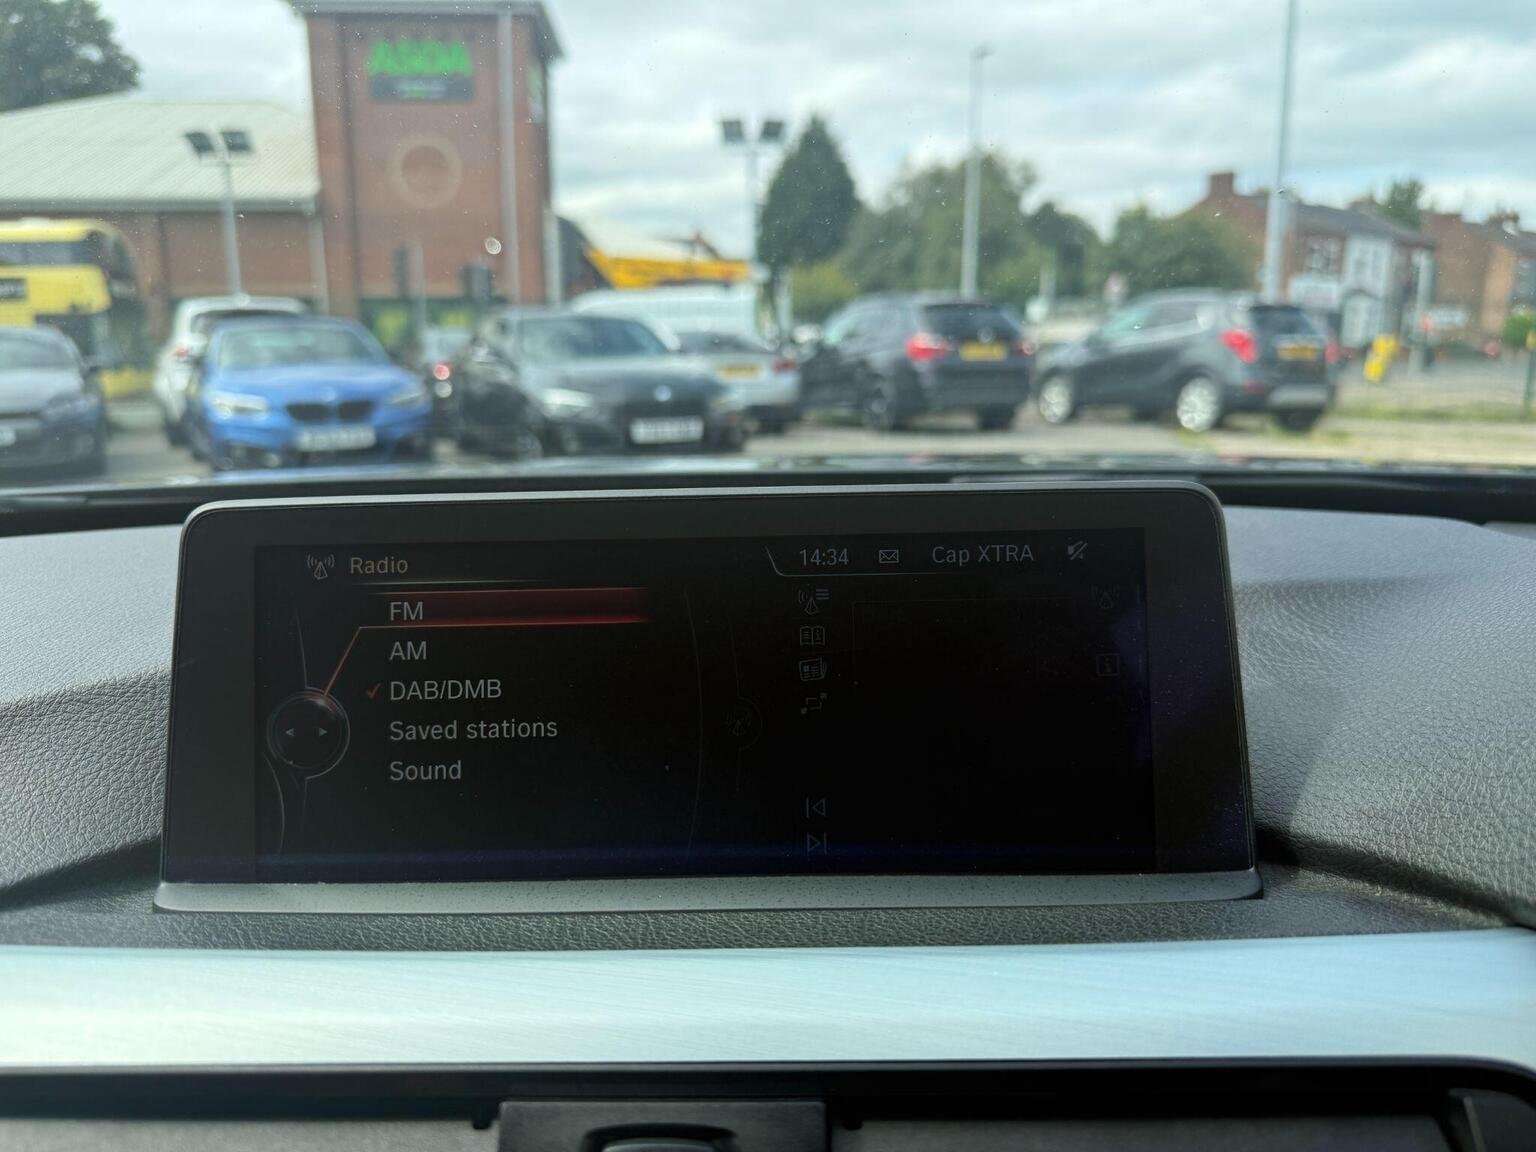 ASDA
Radio
14:34
Cap XTRA
FM
AM
DAB/DMB
Saved stations
Sound